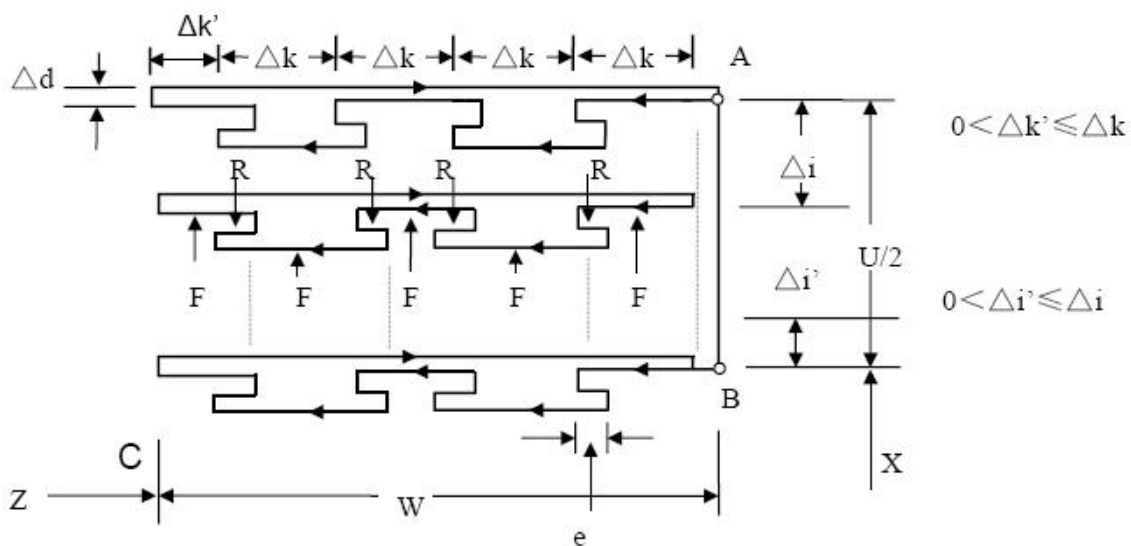 Δk’
△k △k △k △k A
△d
0<△k’≤△k
R R R R △i
U/2
F F F F F △i’
0<△i’≤△i
B
C
X
Z W
e